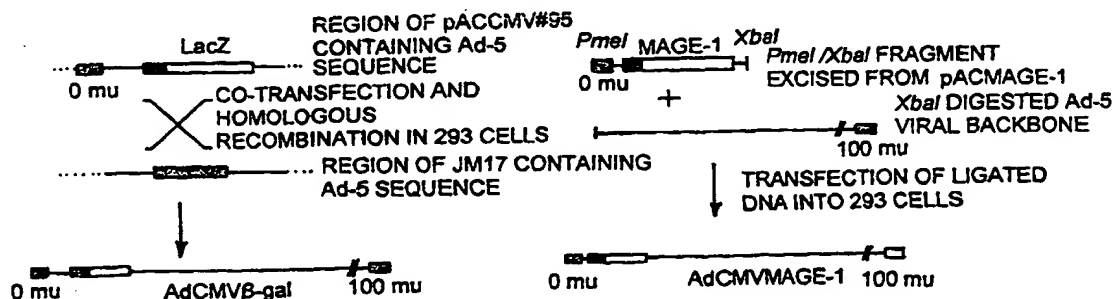 LacZ
REGION OF pACCMV#95
CONTAINING Ad-5
SEQUENCE
0 mu
CO-TRANSFECTION AND
HOMOLOGOUS
RECOMBINATION IN 293 CELLS
REGION OF JM17 CONTAINING
Ad-5 SEQUENCE
0 mu
AdCMVβ-gal
100 mu
PmeI
MAGE-1
XbaI
0 mu
PmeI/XbaI FRAGMENT
EXCISED FROM pACMAGE-1
+
XbaI DIGESTED Ad-5
VIRAL BACKBONE
100 mu
TRANSFECTION OF LIGATED
DNA INTO 293 CELLS
0 mu
AdCMVMAGE-1
100 mu